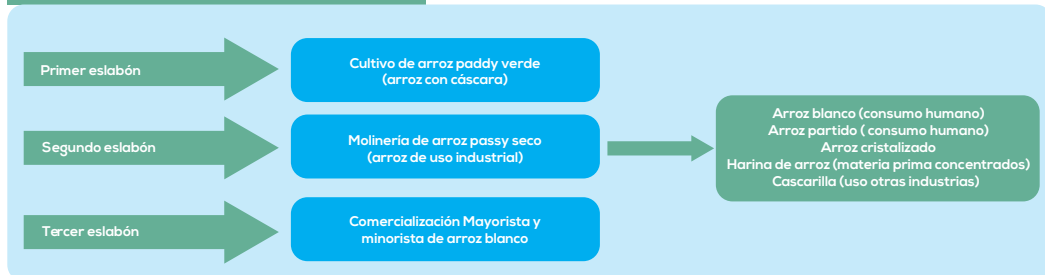 Primer eslabón
Cultivo de arroz paddy verde
(arroz con cáscara)
Segundo eslabón
Molinería de arroz passy seco
(arroz de uso industrial)
Arroz blanco (consumo humano)
Arroz partido ( consumo humano)
Arroz cristalizado
Harina de arroz (materia prima concentrados)
Cascarilla (uso otras industrias)
Tercer eslabón
Comercialización Mayorista y
minorista de arroz blanco